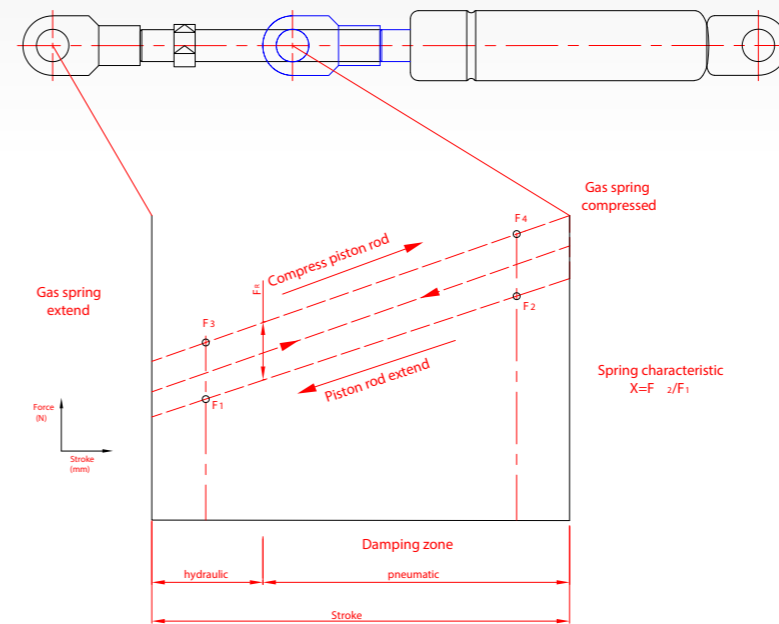 Gas spring
compressed
F4
Compress piston rod
FR
Gas spring
extend
F3
F2
Spring characteristic
X=F 2/F1
Piston rod extend
F1
Force
(N)
Stroke
(mm)
Damping zone
hydraulic
pneumatic
Stroke